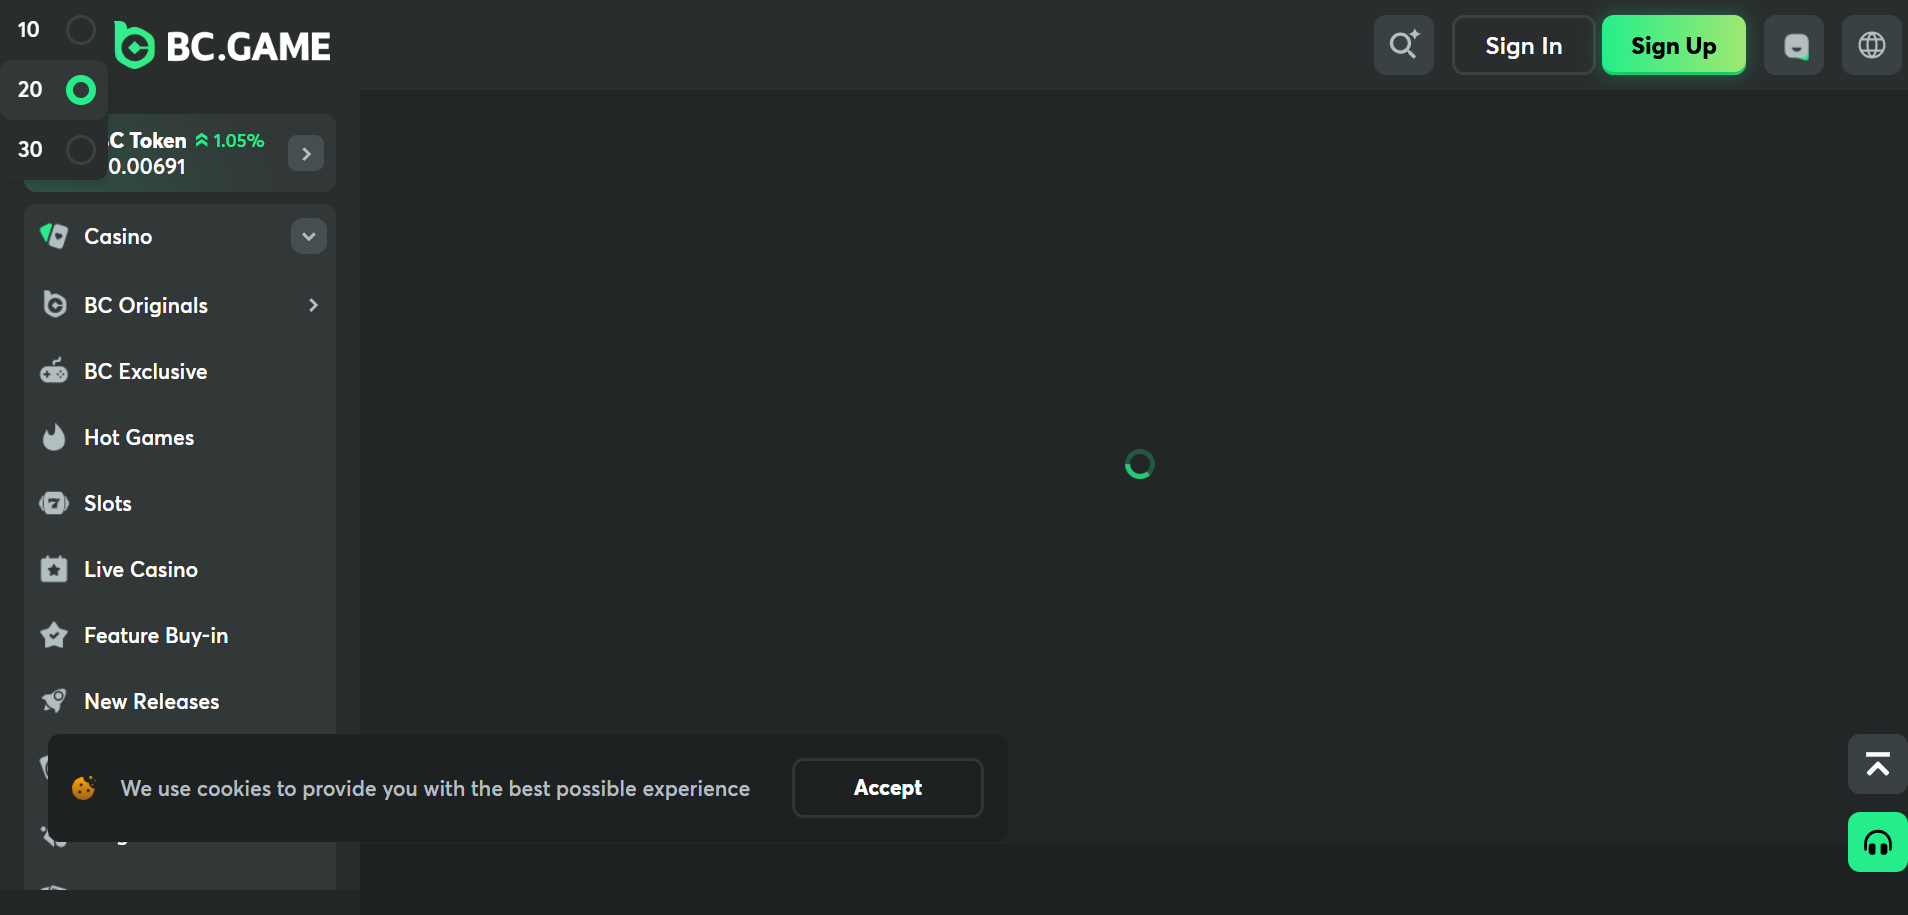 10
20
30
BC.GAME
Sign In
Sign Up
C Token 1.05%
0.00691
Casino
BC Originals
BC Exclusive
Hot Games
Slots
Live Casino
Feature Buy-in
New Releases
We use cookies to provide you with the best possible experience
Accept